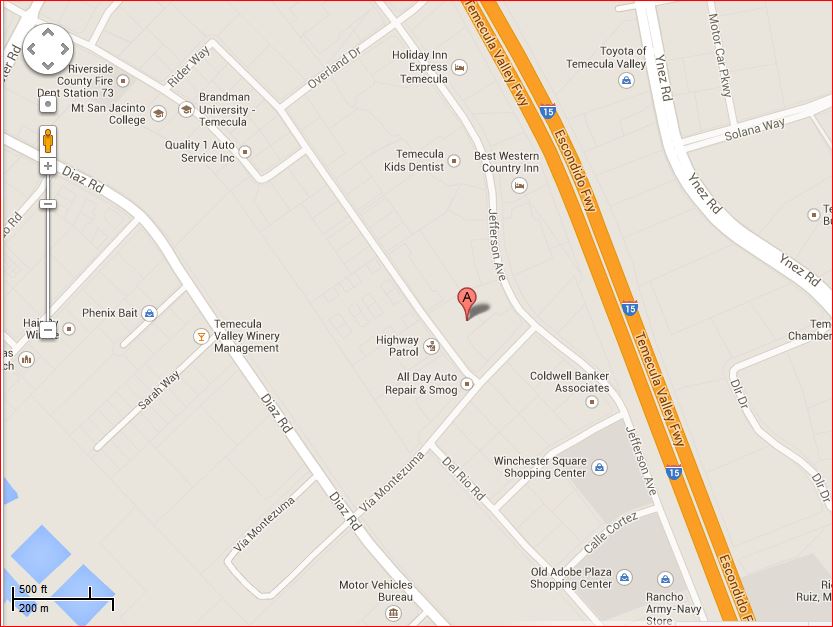 Holiday Inn
Express
Temecula
Temecula Valley Fwy
15
Toyota of
Temecula Valley
Ynez Rd
Motor Car Pkwy
Solana Way
Rider Way
Overland Dr
Riverside
County Fire
Dept Station 73
Mt San Jacinto
College
Brandman
University -
Temecula
Quality 1 Auto
Service Inc
Temecula
Kids Dentist
Best Western
Country Inn
Escondido Fwy
Diaz Rd
Ynez Rd
Jefferson Ave
Ynez Rd
A
15
Phenix Bait
Temecula
Valley Winery
Management
Highway
Patrol
All Day Auto
Repair & Smog
Coldwell Banker
Associates
Temecula Valley Fwy
Dlr Dr
Sarah Way
Diaz Rd
Jefferson Ave
Winchester Square
Shopping Center
15
Via Montezuma
Del Rio Rd
Dlr Dr
Via Montezuma
Diaz Rd
Calle Cortez
Old Adobe Plaza
Shopping Center
Rancho
Army-Navy
Store
Motor Vehicles
Bureau
Escondido F
Ruiz, M
500 ft
200 m